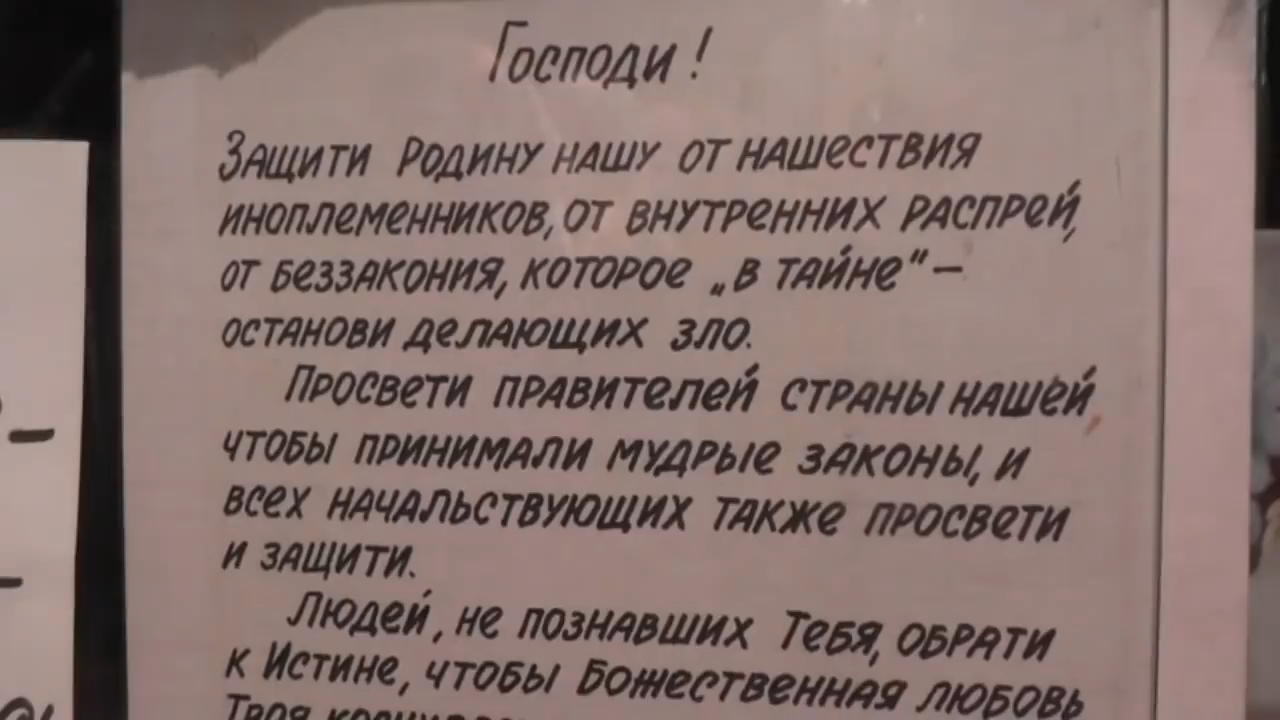 Господи!
Защити Родину нашу от нашествия
иноплеменников, от внутренних распрей,
от беззакония, которое „в тайне“ –
останови делающих зло.
Просвети правителей страны нашей,
чтобы принимали мудрые законы, и
всех начальствующих также просвети
и защити.
Людей, не познавших Тебя, обрати
к Истине, чтобы Божественная любовь
Твоя